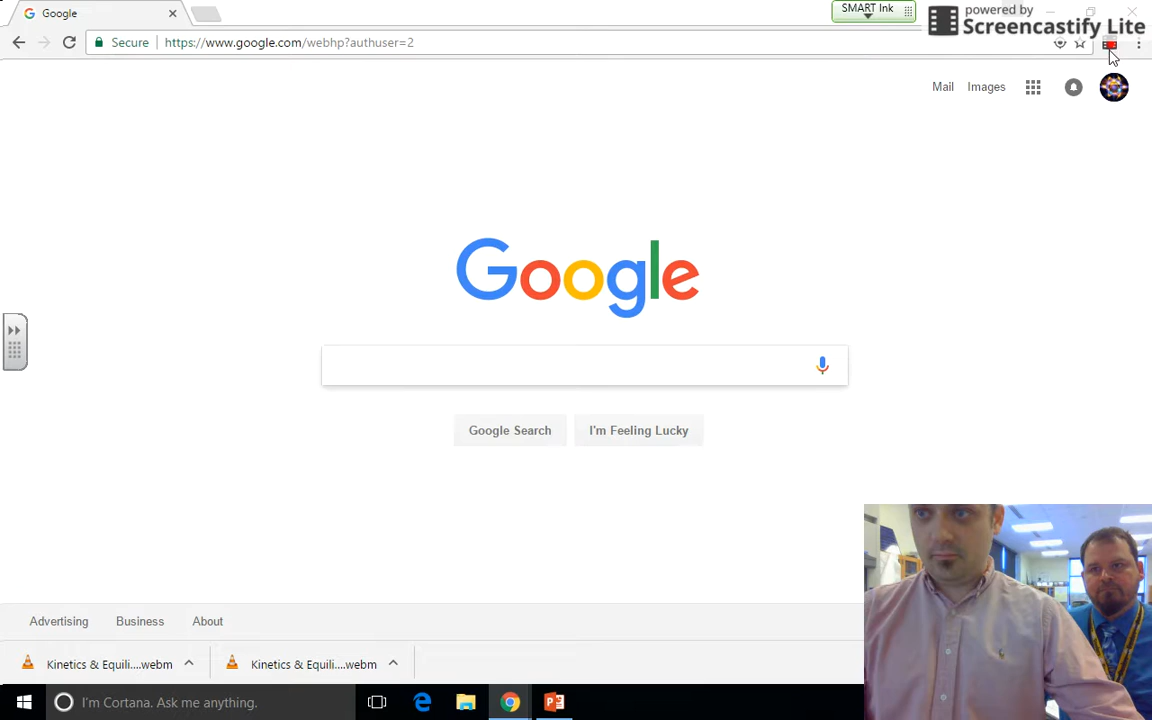 Google
SMART Ink
powered by
Screencastify Lite
Secure
https://www.google.com/webhp?authuser=2
Mail
Images
Google
Google Search
I'm Feeling Lucky
Advertising
Business
About
Kinetics & Equili....webm
Kinetics & Equili....webm
I'm Cortana. Ask me anything.